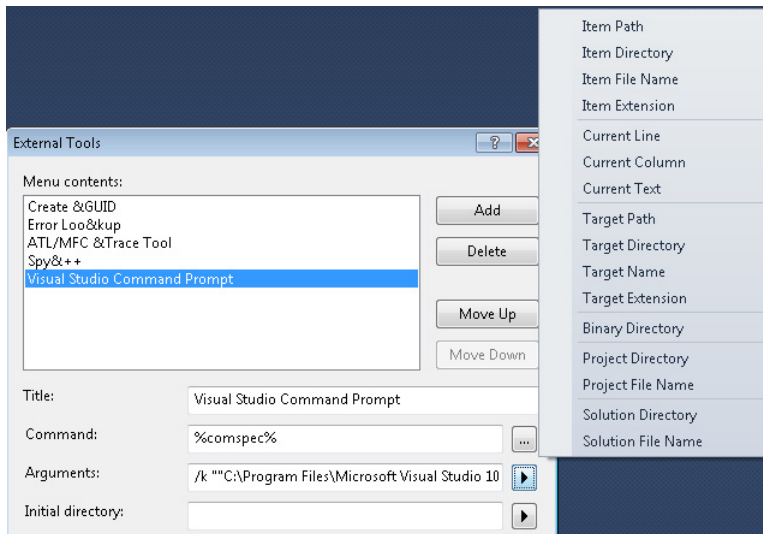 External Tools
?
Menu contents:
Create &GUID
Error Loo&kup
ATL/MFC &Trace Tool
Spy&++
Visual Studio Command Prompt
Add
Delete
Move Up
Move Down
Title:
Visual Studio Command Prompt
Command:
%comspec%
...
Arguments:
/k ""C:\Program Files\Microsoft Visual Studio 10
Initial directory:
Item Path
Item Directory
Item File Name
Item Extension
Current Line
Current Column
Current Text
Target Path
Target Directory
Target Name
Target Extension
Binary Directory
Project Directory
Project File Name
Solution Directory
Solution File Name